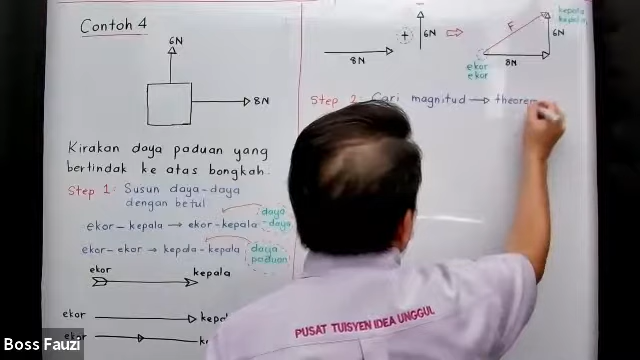 Contoh 4
6N
8N
Kirakan daya paduan yang
bertindak ke atas bongkah.
Step 1: Susun daya-daya
dengan betul
ekor-kepala → ekor-kepala daya-daya
ekor-ekor → kepala-kepala daya paduan
ekor kepala
ekor
ekor
8N
+
6N
F
6N
8N
kepala
kepala
ekor
ekor
Step 2: Cari magnitud → theorem
PUSAT TUISYEN IDEA UNGGUL
Boss Fauzi